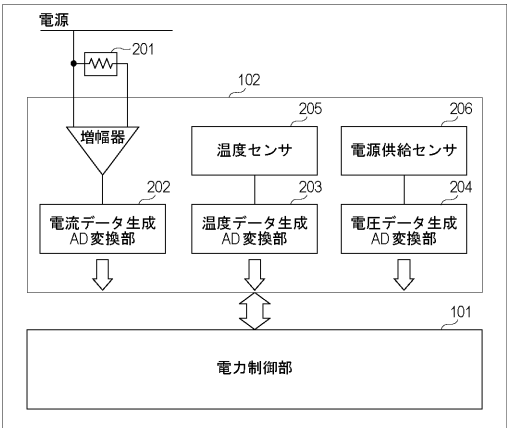 電源
201
102
増幅器
205
温度センサ
206
電源供給センサ
202
電流データ生成
AD変換部
203
温度データ生成
AD変換部
204
電圧データ生成
AD変換部
101
電力制御部